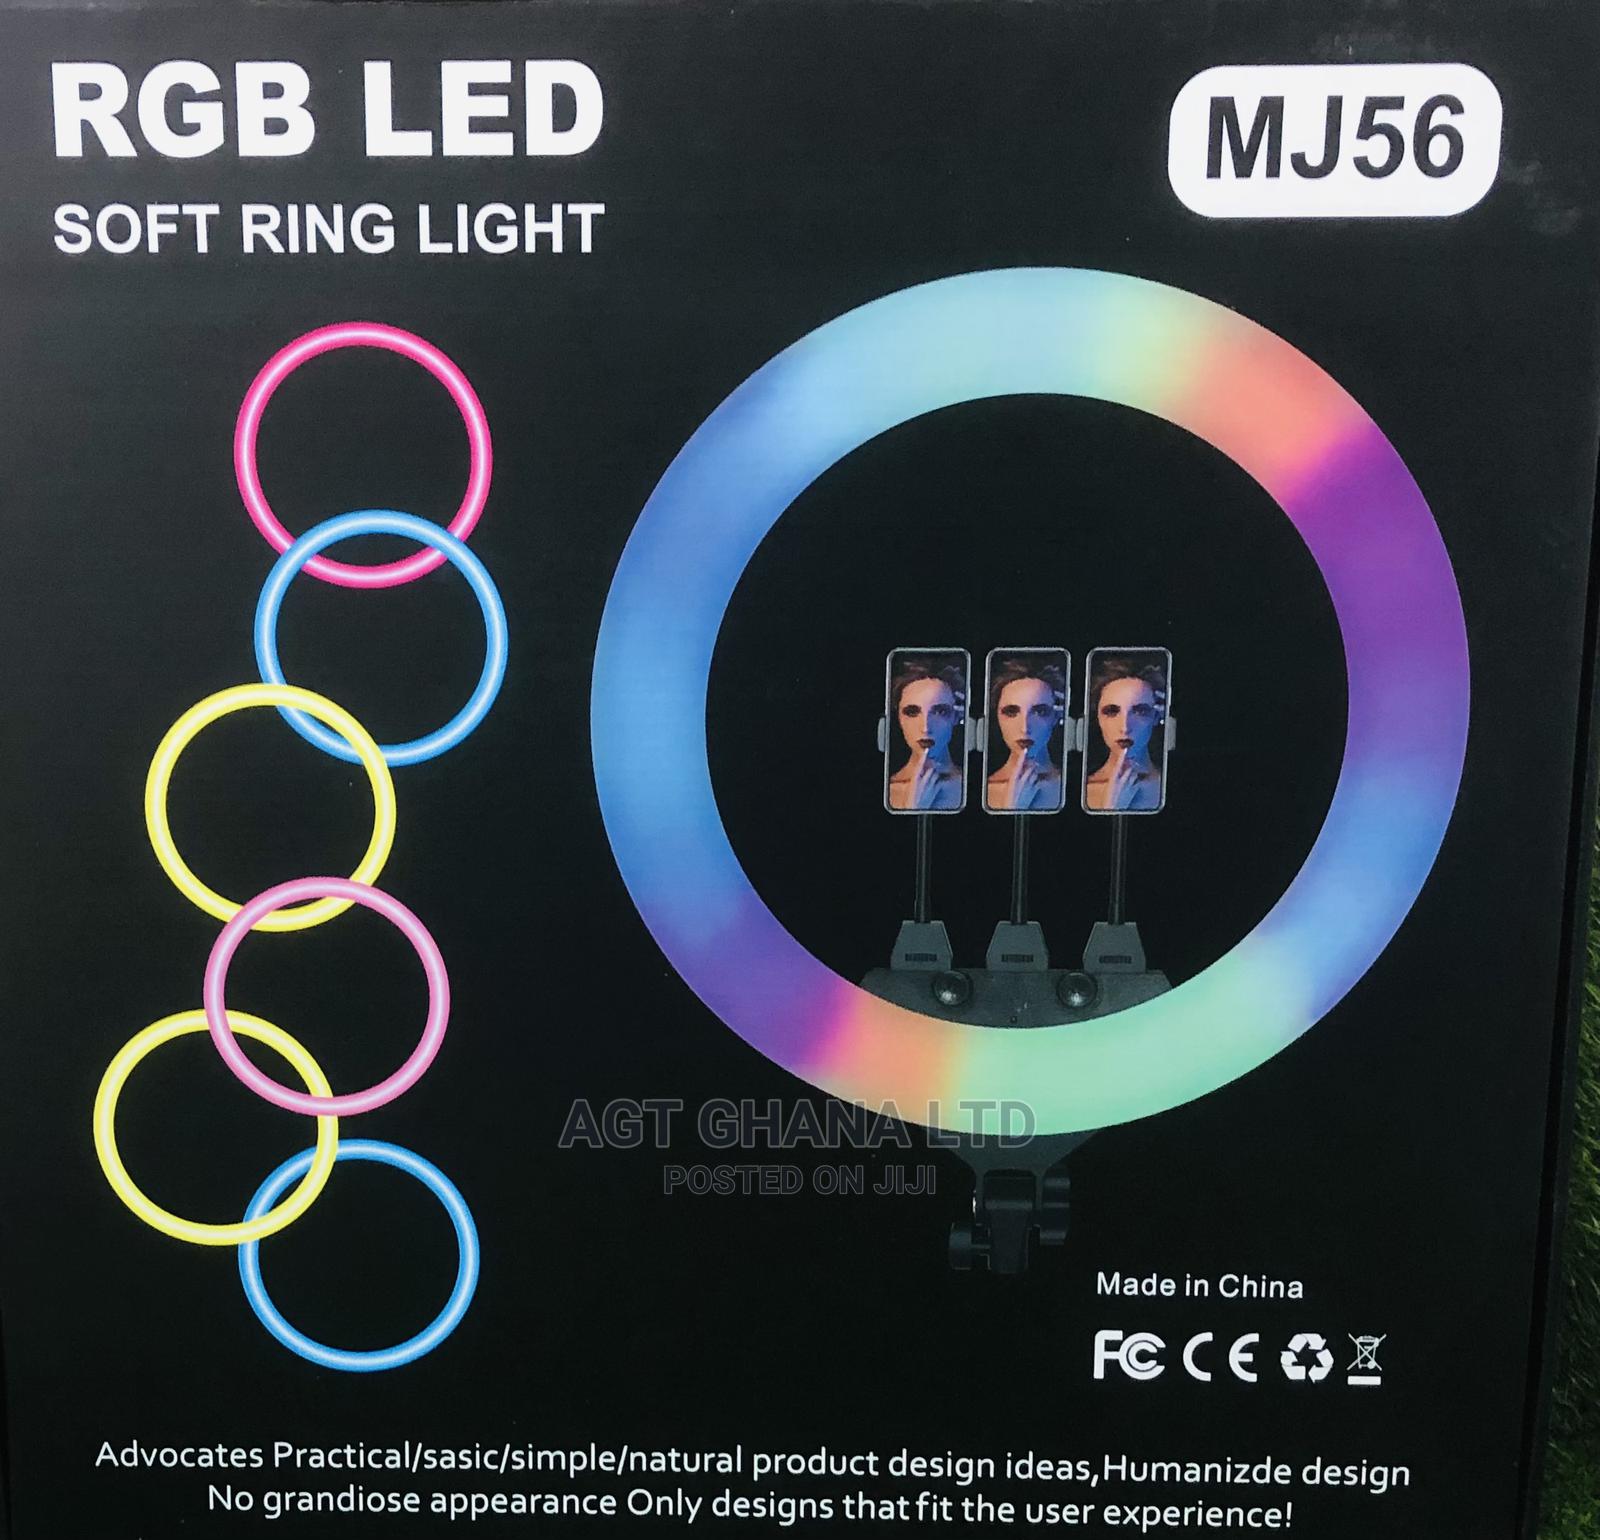 RGB LED
MJ56
SOFT RING LIGHT
AGT GHANA LTD
POSTED ON JIJI
Made in China
FC CE
Advocates Practical/sasic/simple/natural product design ideas,Humanizde design
No grandiose appearance Only designs that fit the user experience!